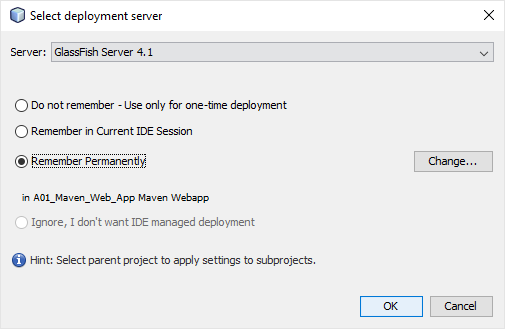 Select deployment server
Server: GlassFish Server 4.1
Do not remember - Use only for one-time deployment
Remember in Current IDE Session
Remember Permanently Change...
in A01_Maven_Web_App Maven Webapp
Ignore, I don't want IDE managed deployment
Hint: Select parent project to apply settings to subprojects.
OK Cancel